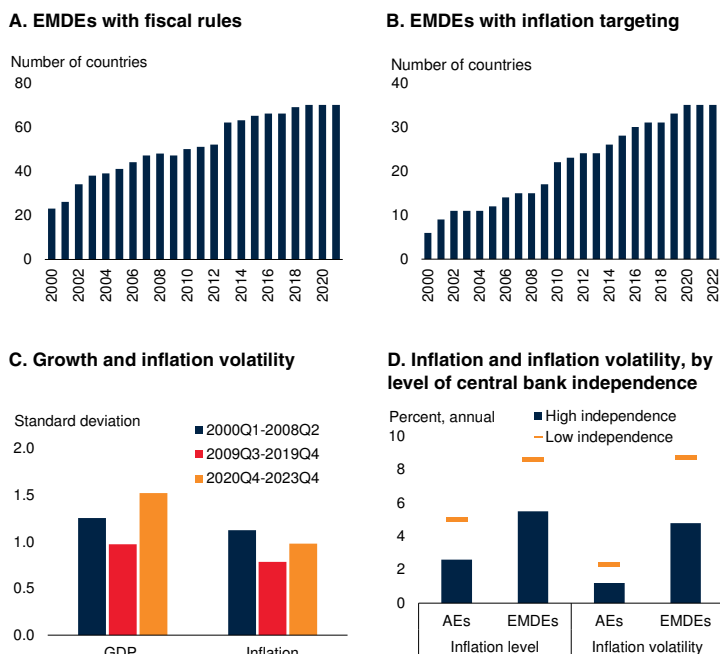 A. EMDEs with fiscal rules
Number of countries
80
60
40
20
0
2000
2002
2004
2006
2008
2010
2012
2014
2016
2018
2020
B. EMDEs with inflation targeting
Number of countries
40
30
20
10
0
2000
2002
2004
2006
2008
2010
2012
2014
2016
2018
2020
2022
C. Growth and inflation volatility
Standard deviation
2000Q1-2008Q2
2009Q3-2019Q4
2020Q4-2023Q4
2.0
1.5
1.0
0.5
0.0
GDP
Inflation
D. Inflation and inflation volatility, by
level of central bank independence
Percent, annual
High independence
Low independence
10
8
6
4
2
0
AEs
EMDEs
AEs
EMDEs
Inflation level
Inflation volatility